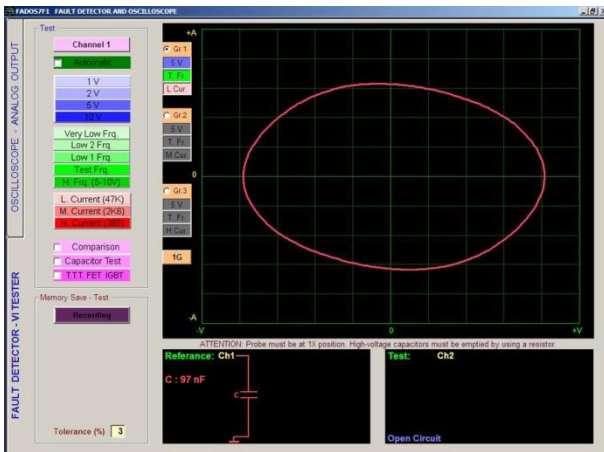 FADOS7F1 FAULT DETECTOR AND OSCILLOSCOPE
OSCILLOSCOPE - ANALOG OUTPUT
FAULT DETECTOR - VI TESTER
Test
Channel 1
Automatic
1 V
2 V
5 V
10 V
Very Low Frq.
Low 2 Frq.
Low 1 Frq.
Test Frq
H. Frq. (5-10V)
L. Current (47K)
M. Current (2K6)
H. Current (385)
Comparison
Capacitor Test
T.T.T. FET IGBT
Memory Save - Test
Recording
Tolerance (%) 3
Gr.1
5 V
T. Fr.
L.Cur.
Gr.2
5 V
T. Fr.
M.Cur
Gr.3
5 V
T. Fr.
H Cur
1G
+A
0
-A
-V 0 +V
ATTENTION: Probe must be at 1X position. High-voltage capacitors must be emptied by using a resistor.
Referance: Ch1
C : 97 nF
C
Test: Ch2
Open Circuit